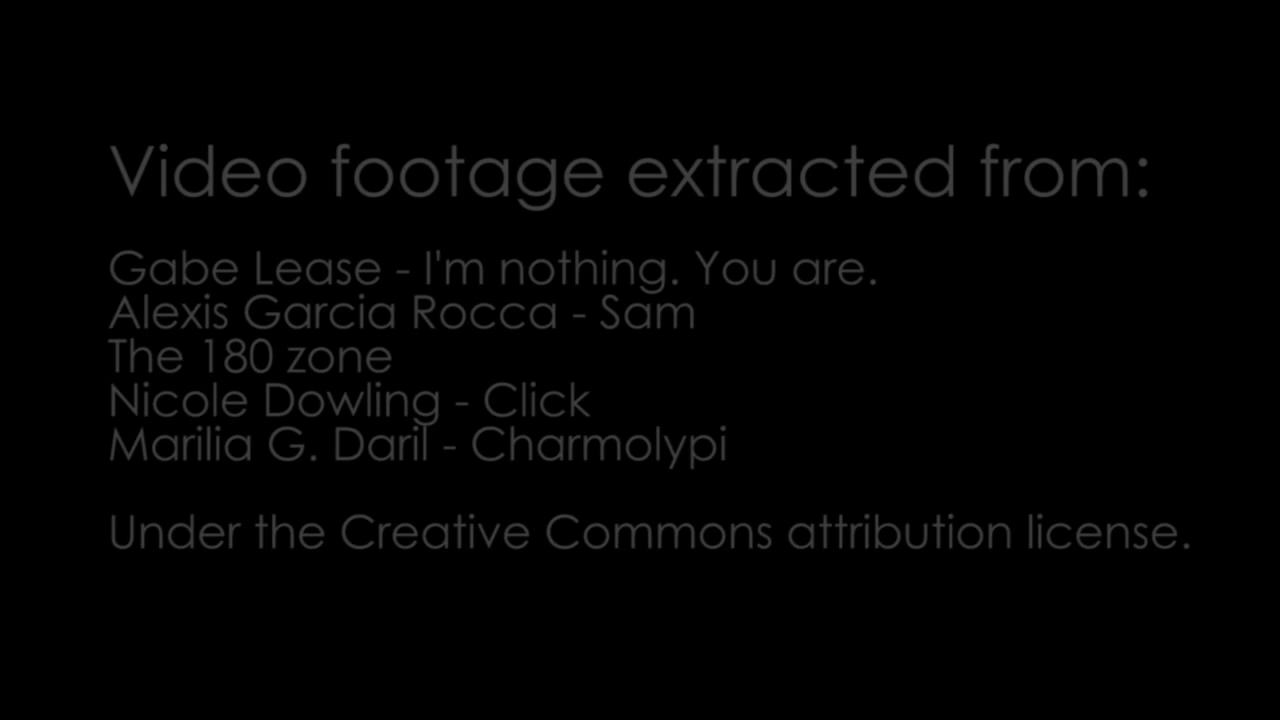 Video footage extracted from:
Gabe Lease - I'm nothing. You are.
Alexis Garcia Rocca - Sam
The 180 zone
Nicole Dowling - Click
Marilia G. Daril - Charmolypi
Under the Creative Commons attribution license.